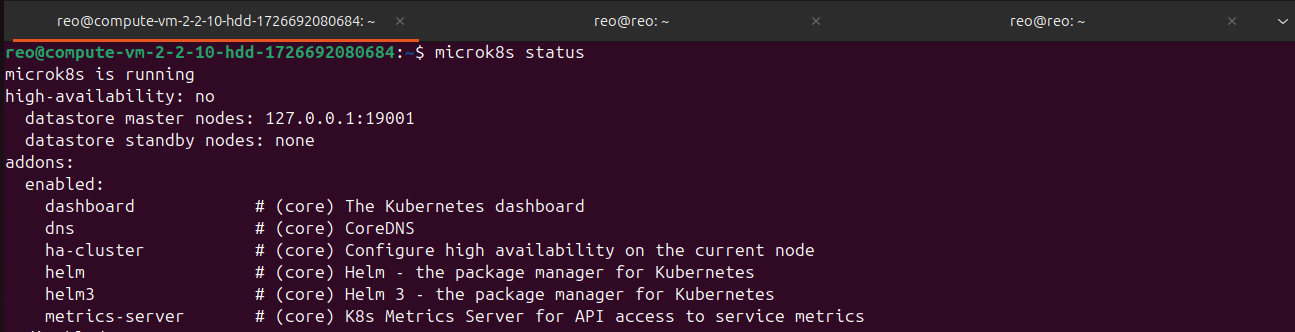 reo@compute-vm-2-2-10-hdd-1726692080684: ~ × reo@reo: ~ × reo@reo: ~ ×
reo@compute-vm-2-2-10-hdd-1726692080684:~$ microk8s status
microk8s is running
high-availability: no
  datastore master nodes: 127.0.0.1:19001
  datastore standby nodes: none
addons:
  enabled:
    dashboard            # (core) The Kubernetes dashboard
    dns                  # (core) CoreDNS
    ha-cluster           # (core) Configure high availability on the current node
    helm                 # (core) Helm - the package manager for Kubernetes
    helm3                # (core) Helm 3 - the package manager for Kubernetes
    metrics-server       # (core) K8s Metrics Server for API access to service metrics